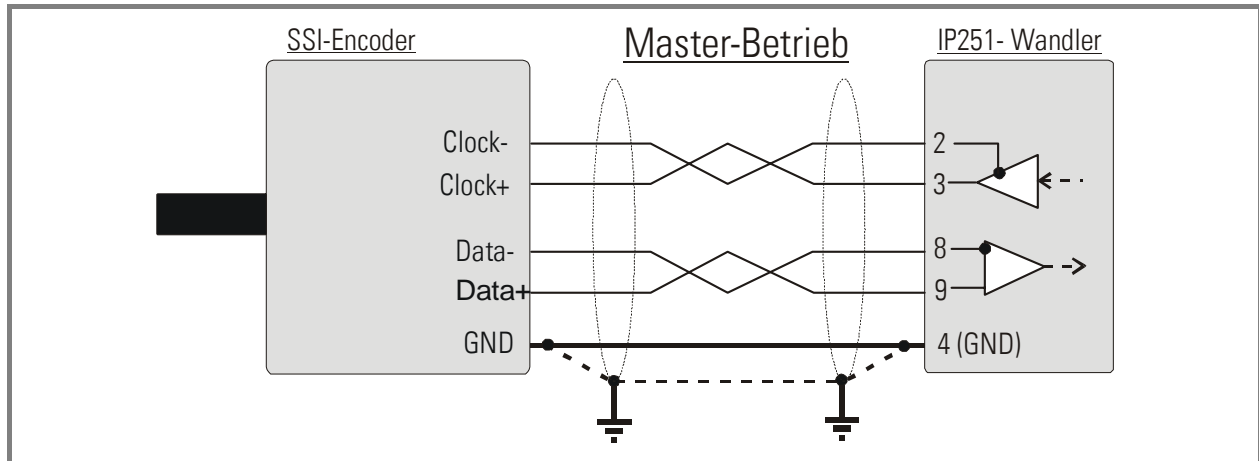 SSI-Encoder
Master-Betrieb
IP251- Wandler
Clock-
2
Clock+
3
Data-
8
Data+
9
GND
4 (GND)